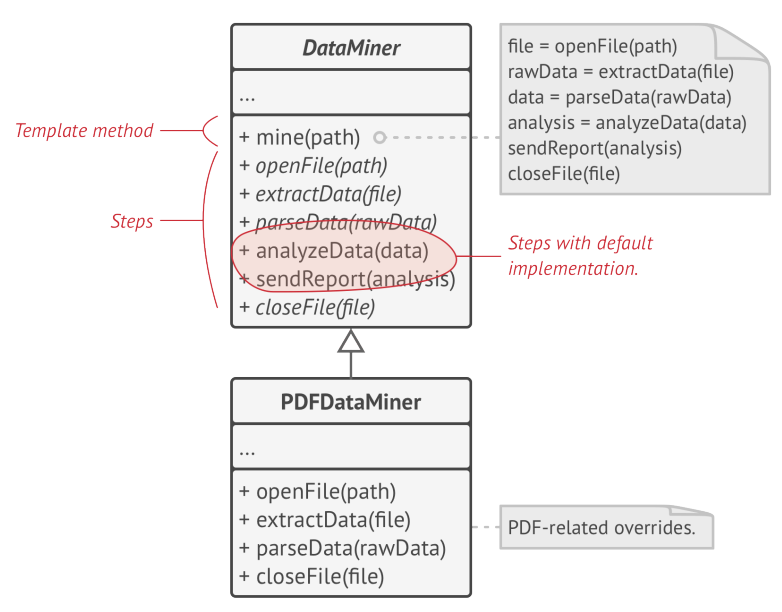 DataMiner
...
Template method
+ mine(path)
Steps
+ openFile(path)
+ extractData(file)
+ parseData(rawData)
+ analyzeData(data)
+ sendReport(analysis)
+ closeFile(file)
file = openFile(path)
rawData = extractData(file)
data = parseData(rawData)
analysis = analyzeData(data)
sendReport(analysis)
closeFile(file)
Steps with default
implementation.
PDFDataMiner
...
+ openFile(path)
+ extractData(file)
+ parseData(rawData)
+ closeFile(file)
PDF-related overrides.